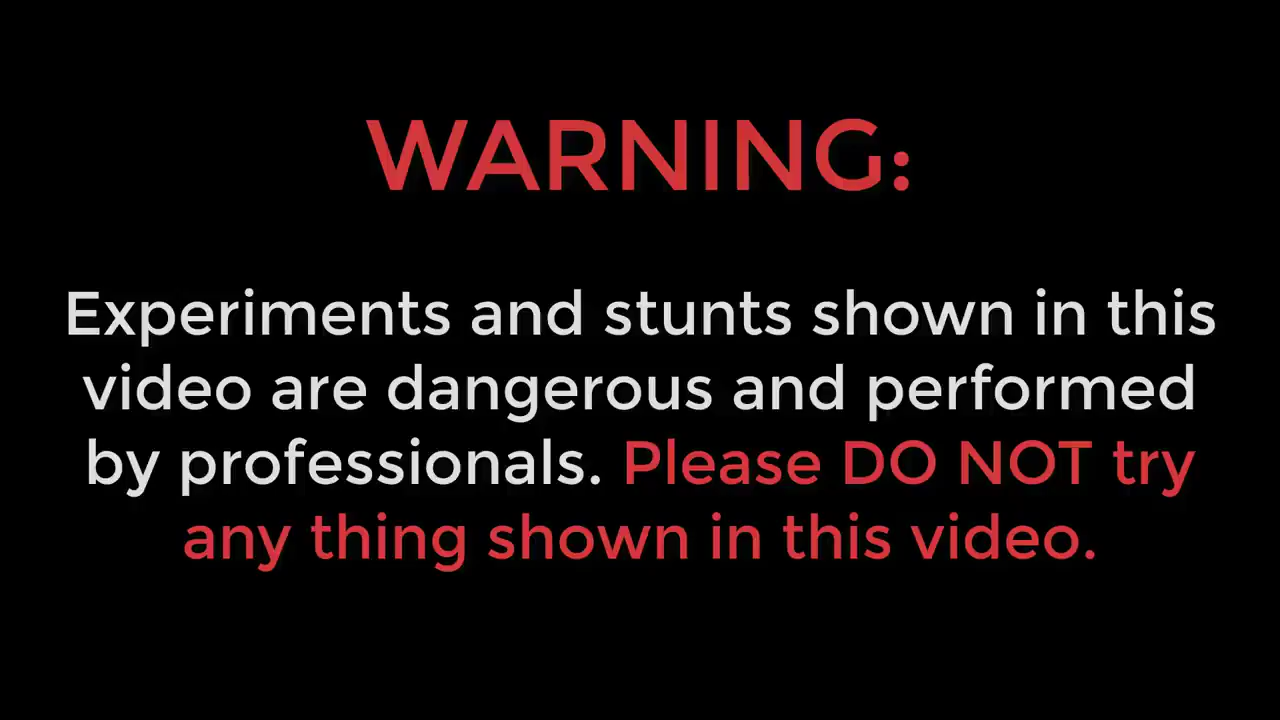 WARNING:
Experiments and stunts shown in this
video are dangerous and performed
by professionals. Please DO NOT try
any thing shown in this video.